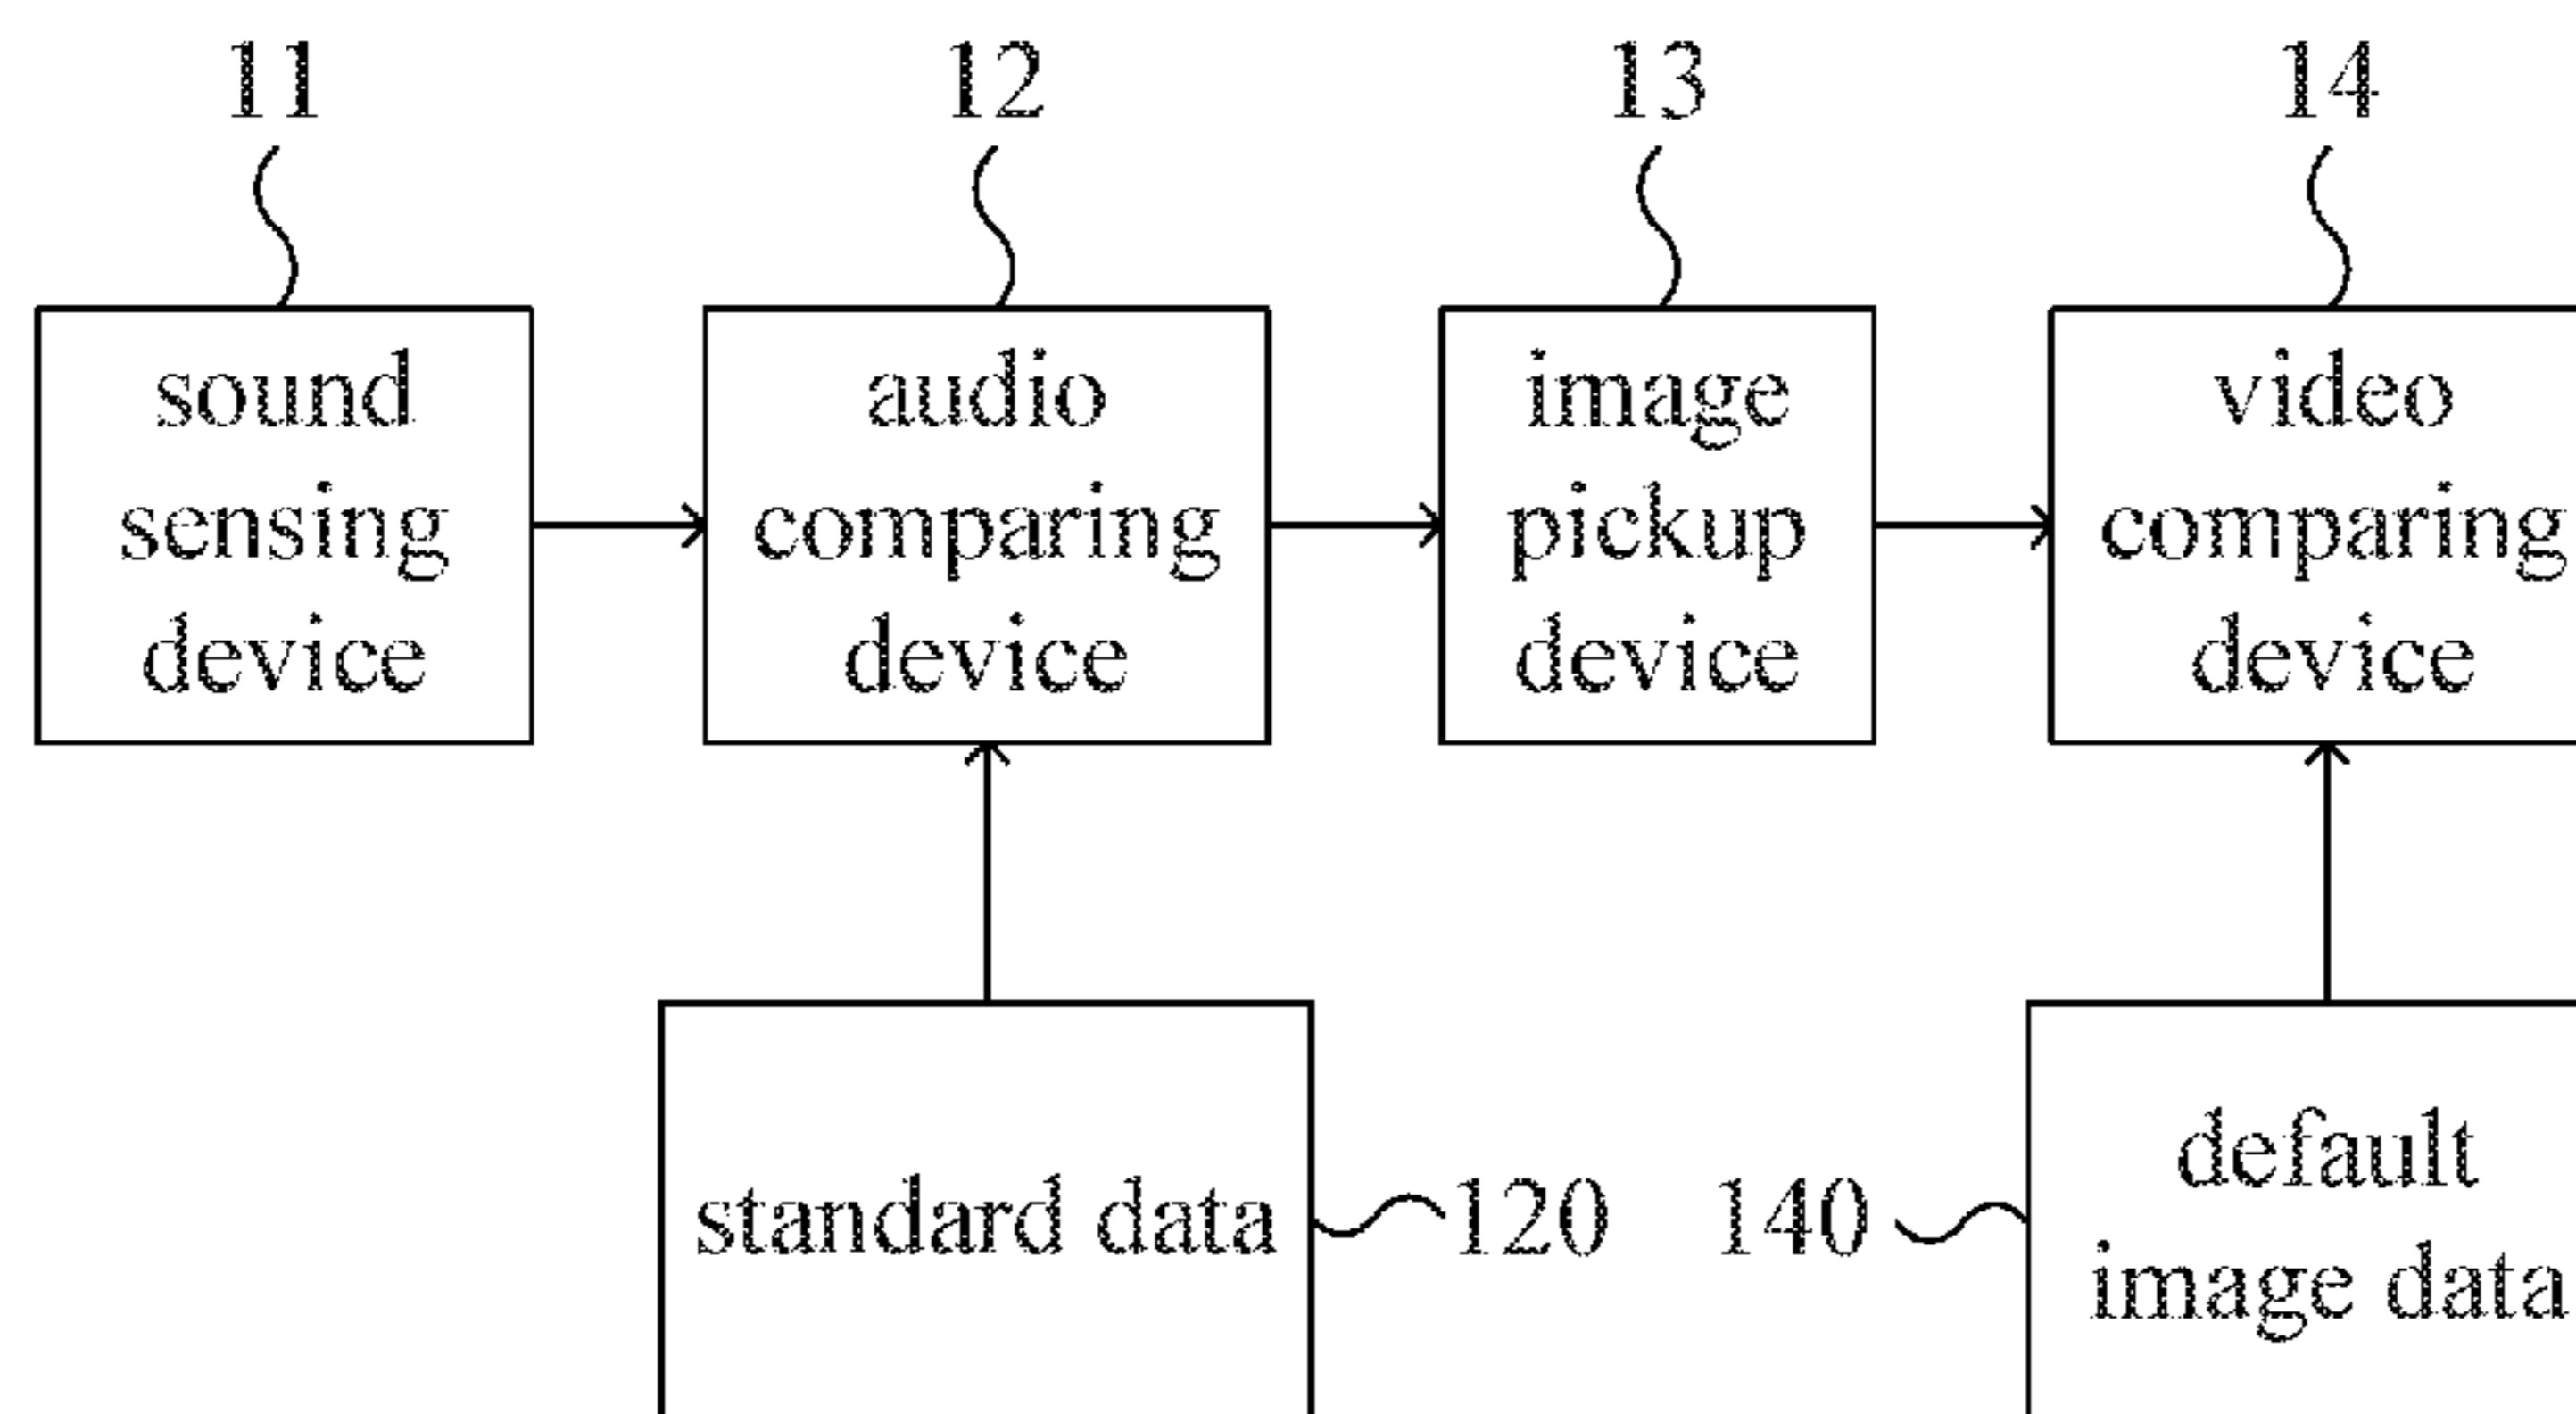 11
12
13
14
sound
sensing
device
audio
comparing
device
image
pickup
device
video
comparing
device
standard data
120
140
default
image data